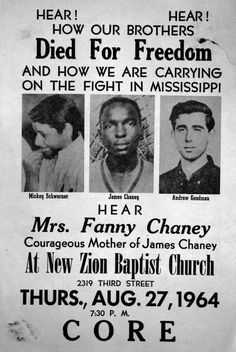 HEAR! HEAR!
HOW OUR BROTHERS
Died For Freedom
AND HOW WE ARE CARRYING
ON THE FIGHT IN MISSISSIPPI
Mickey Schwerner James Chaney Andrew Goodman
HEAR
Mrs. Fanny Chaney
Courageous Mother of James Chaney
At New Zion Baptist Church
2319 THIRD STREET
THURS., AUG. 27, 1964
7:30 P. M.
CORE